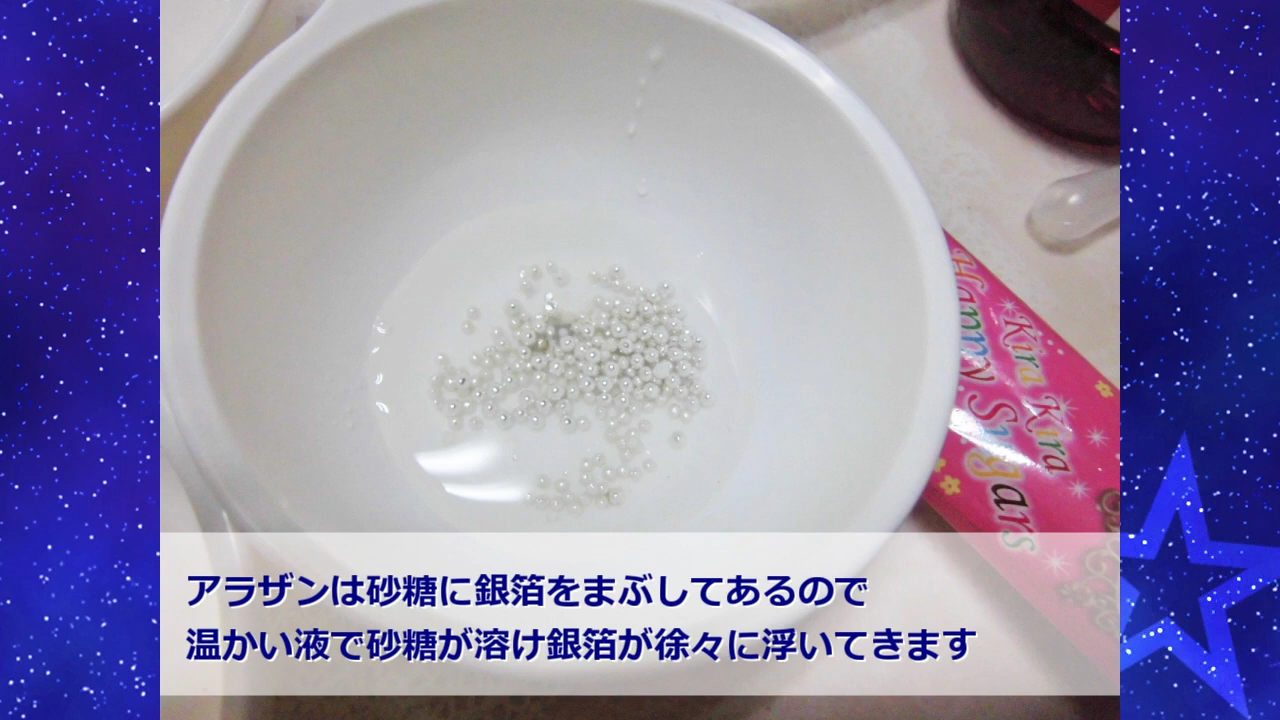 Kira Kira
Happy Sugars
アラザンは砂糖に銀箔をまぶしてあるので
温かい液で砂糖が溶け銀箔が徐々に浮いてきます